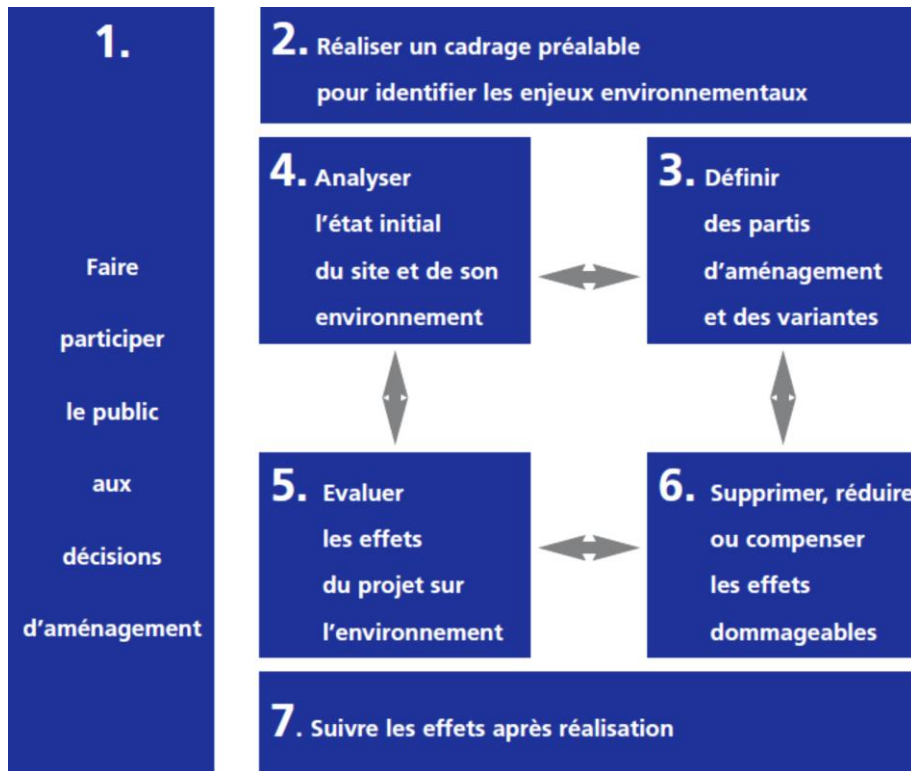 1.
Faire
participer
le public
aux
décisions
d'aménagement
2. Réaliser un cadrage préalable
pour identifier les enjeux environnementaux
4. Analyser
l'état initial
du site et de son
environnement
3. Définir
des partis
d'aménagement
et des variantes
5. Evaluer
les effets
du projet sur
l'environnement
6. Supprimer, réduire
ou compenser
les effets
dommageables
7. Suivre les effets après réalisation